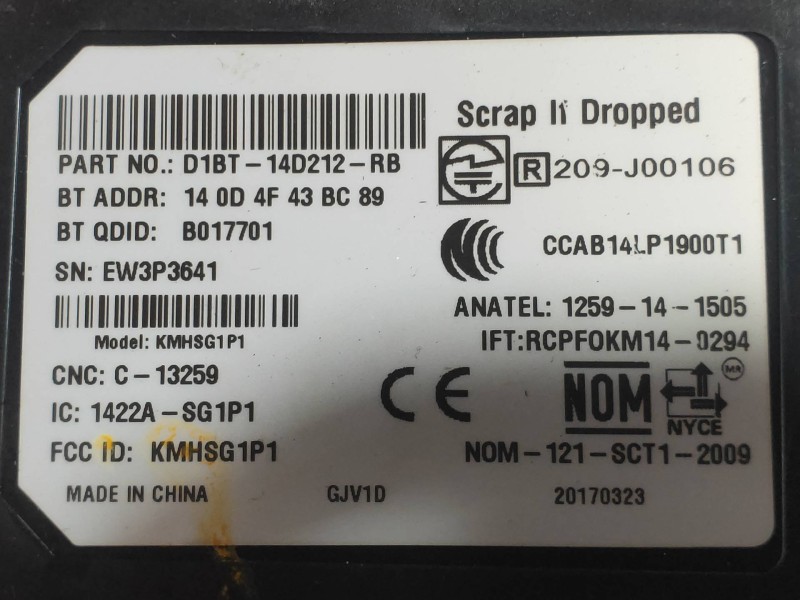 Scrap If Dropped
PART NO.: D1BT-14D212-RB
R 209-J00106
BT ADDR: 14 0D 4F 43 BC 89
BT QDID: B017701
CCAB14LP1900T1
SN: EW3P3641
ANATEL: 1259-14-1505
Model: KMHSG1P1
IFT:RCPFOKM14-0294
CNC: C-13259
CE
NOM
MR
NYCE
IC: 1422A-SG1P1
FCC ID: KMHSG1P1
NOM-121-SCT1-2009
MADE IN CHINA
GJV1D
20170323